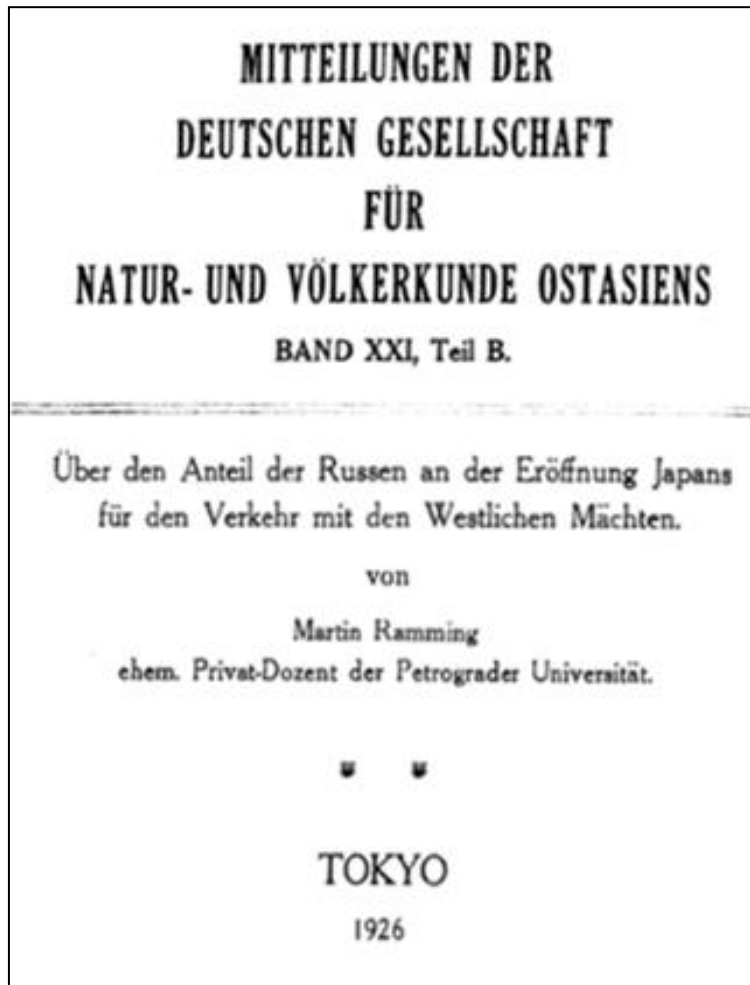 MITTEILUNGEN DER
DEUTSCHEN GESELLSCHAFT
FÜR
NATUR- UND VÖLKERKUNDE OSTASIENS
BAND XXI, Teil B.
Über den Anteil der Russen an der Eröffnung Japans
für den Verkehr mit den Westlichen Mächten.
von
Martin Ramming
ehem. Privat-Dozent der Petrograder Universität.
TOKYO
1926